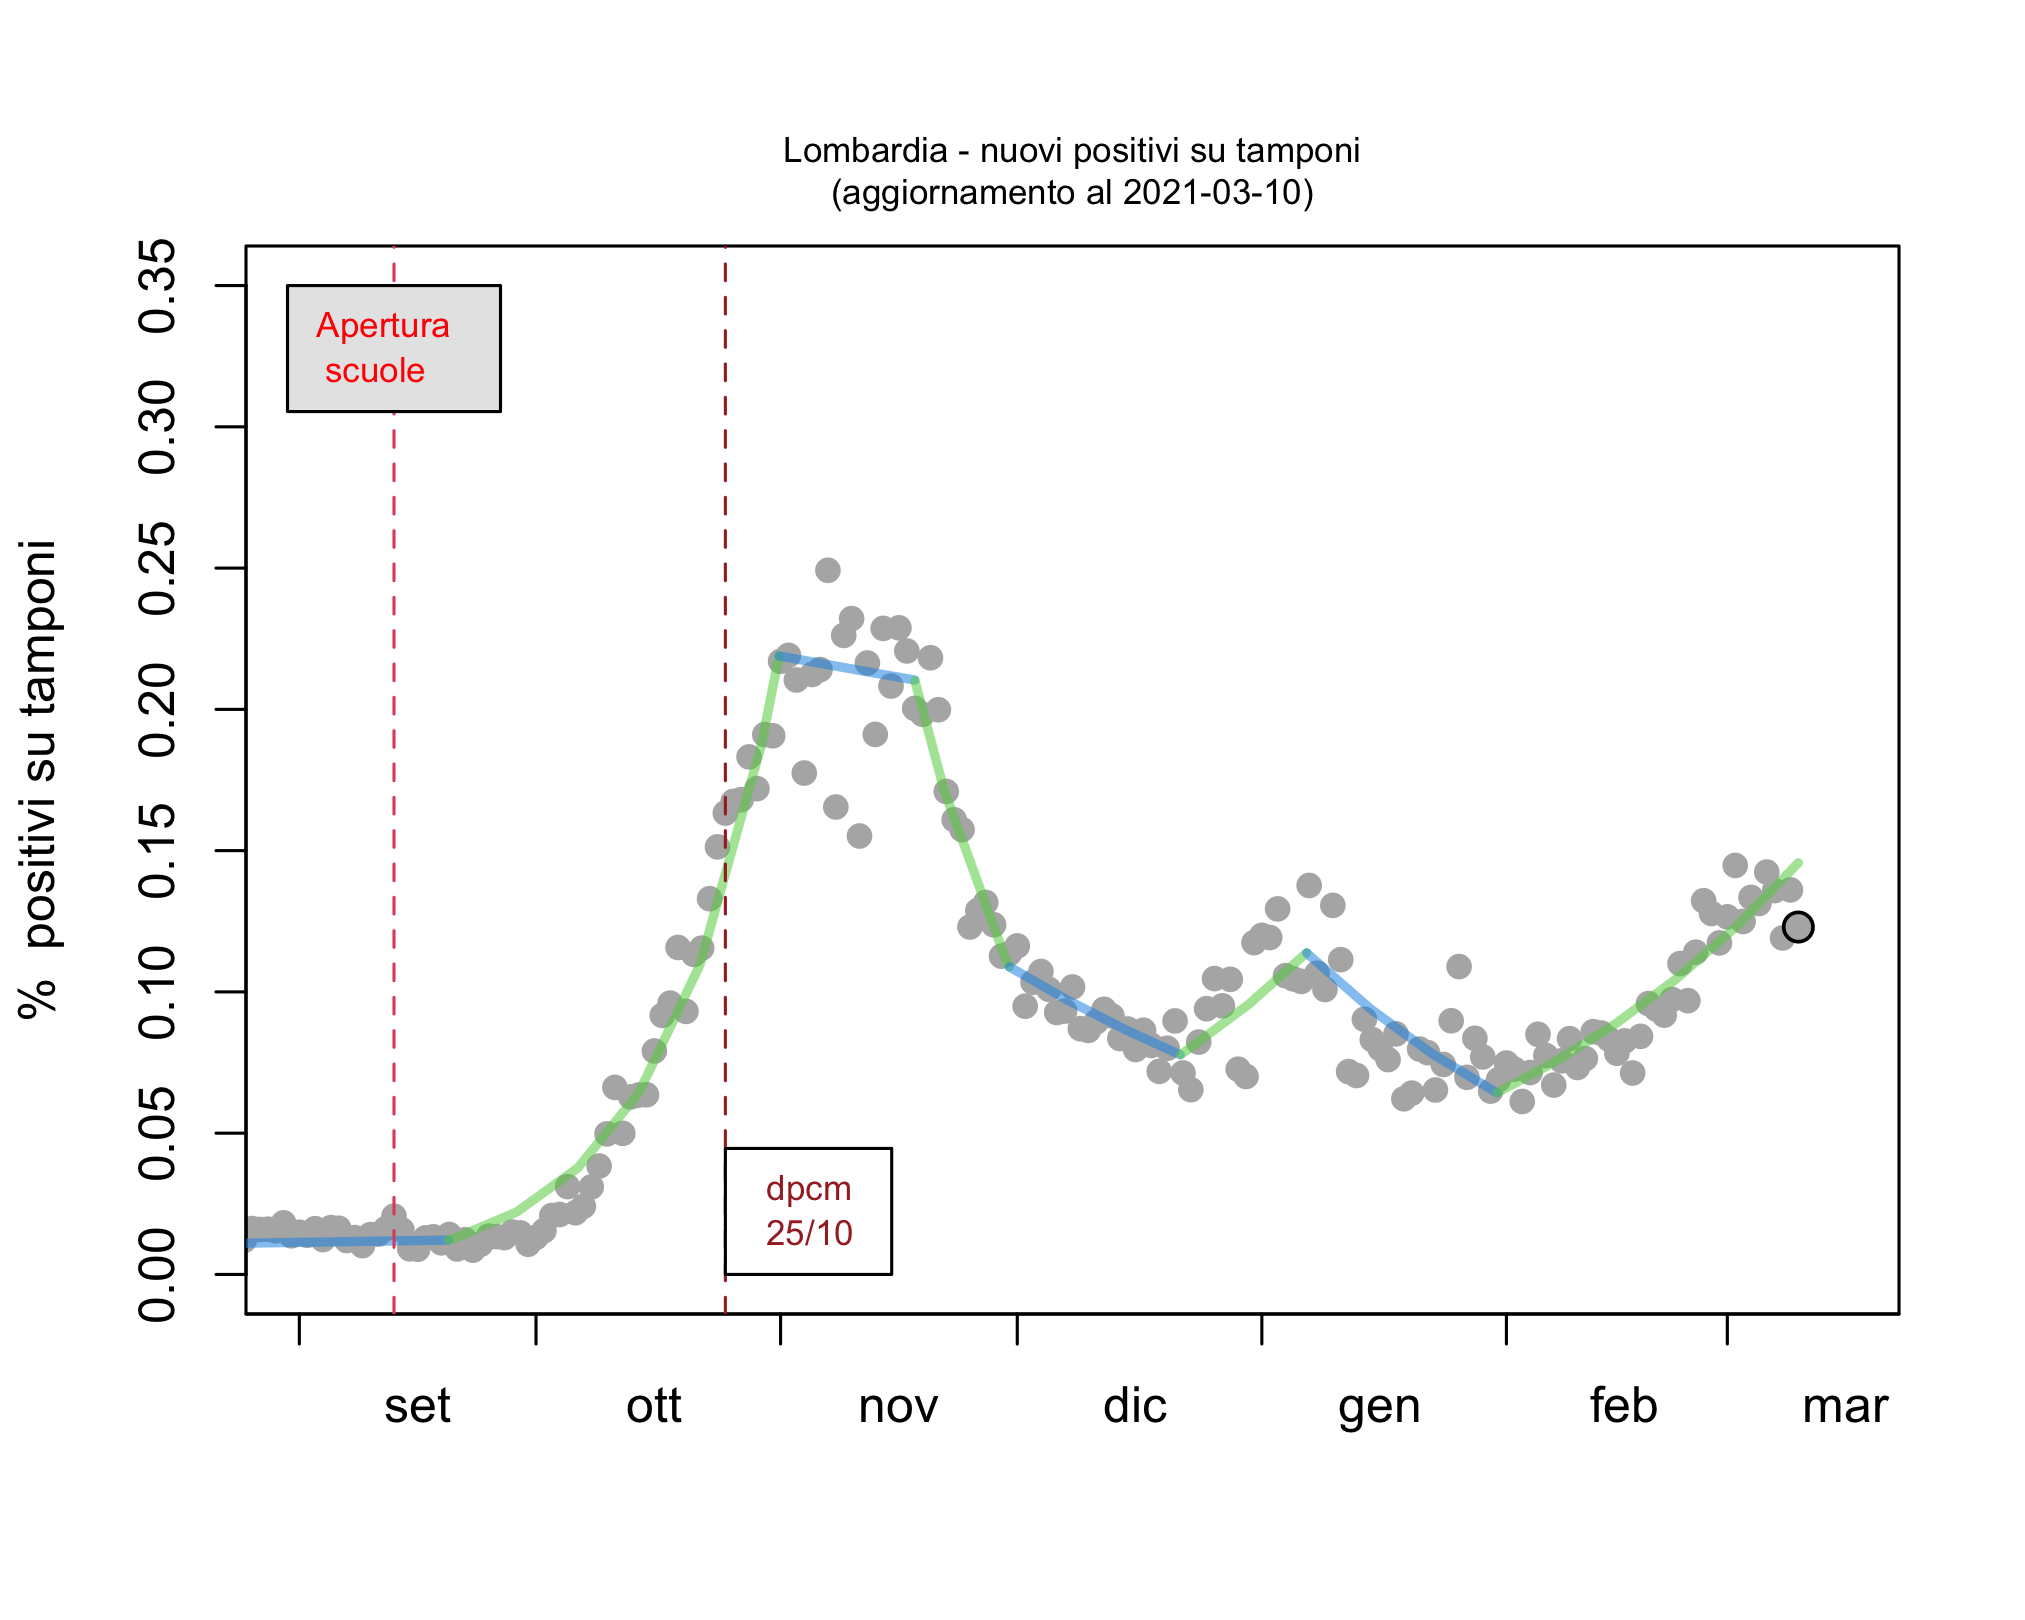 Lombardia - nuovi positivi su tamponi
(aggiornamento al 2021-03-10)
% positivi su tamponi
0.35
0.30
0.25
0.20
0.15
0.10
0.05
0.00
Apertura
scuole
dpcm
25/10
set ott nov dic gen feb mar